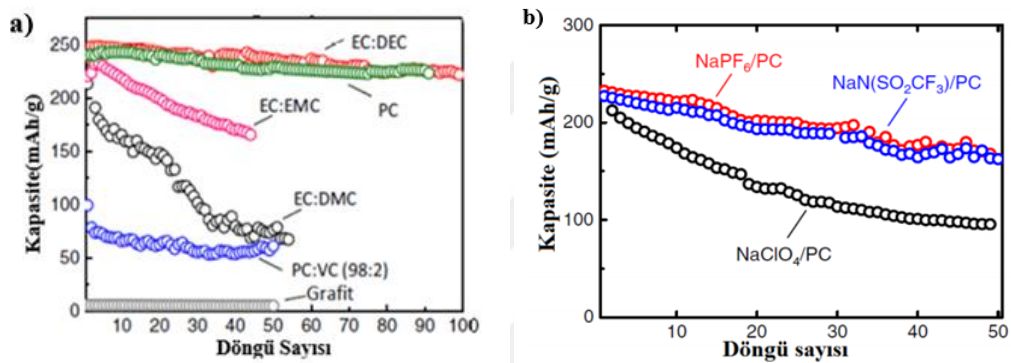 a)
Kapasite(mAh/g)
250
200
150
100
50
0
EC:DEC
PC
EC:EMC
EC:DMC
PC:VC (98:2)
Grafit
10 20 30 40 50 60 70 80 90 100
Döngü Sayısı
b)
Kapasite (mAh/g)
300
200
100
0
NaPF6/PC
NaN(SO2CF3)/PC
NaClO4/PC
10 20 30 40 50
Döngü sayısı